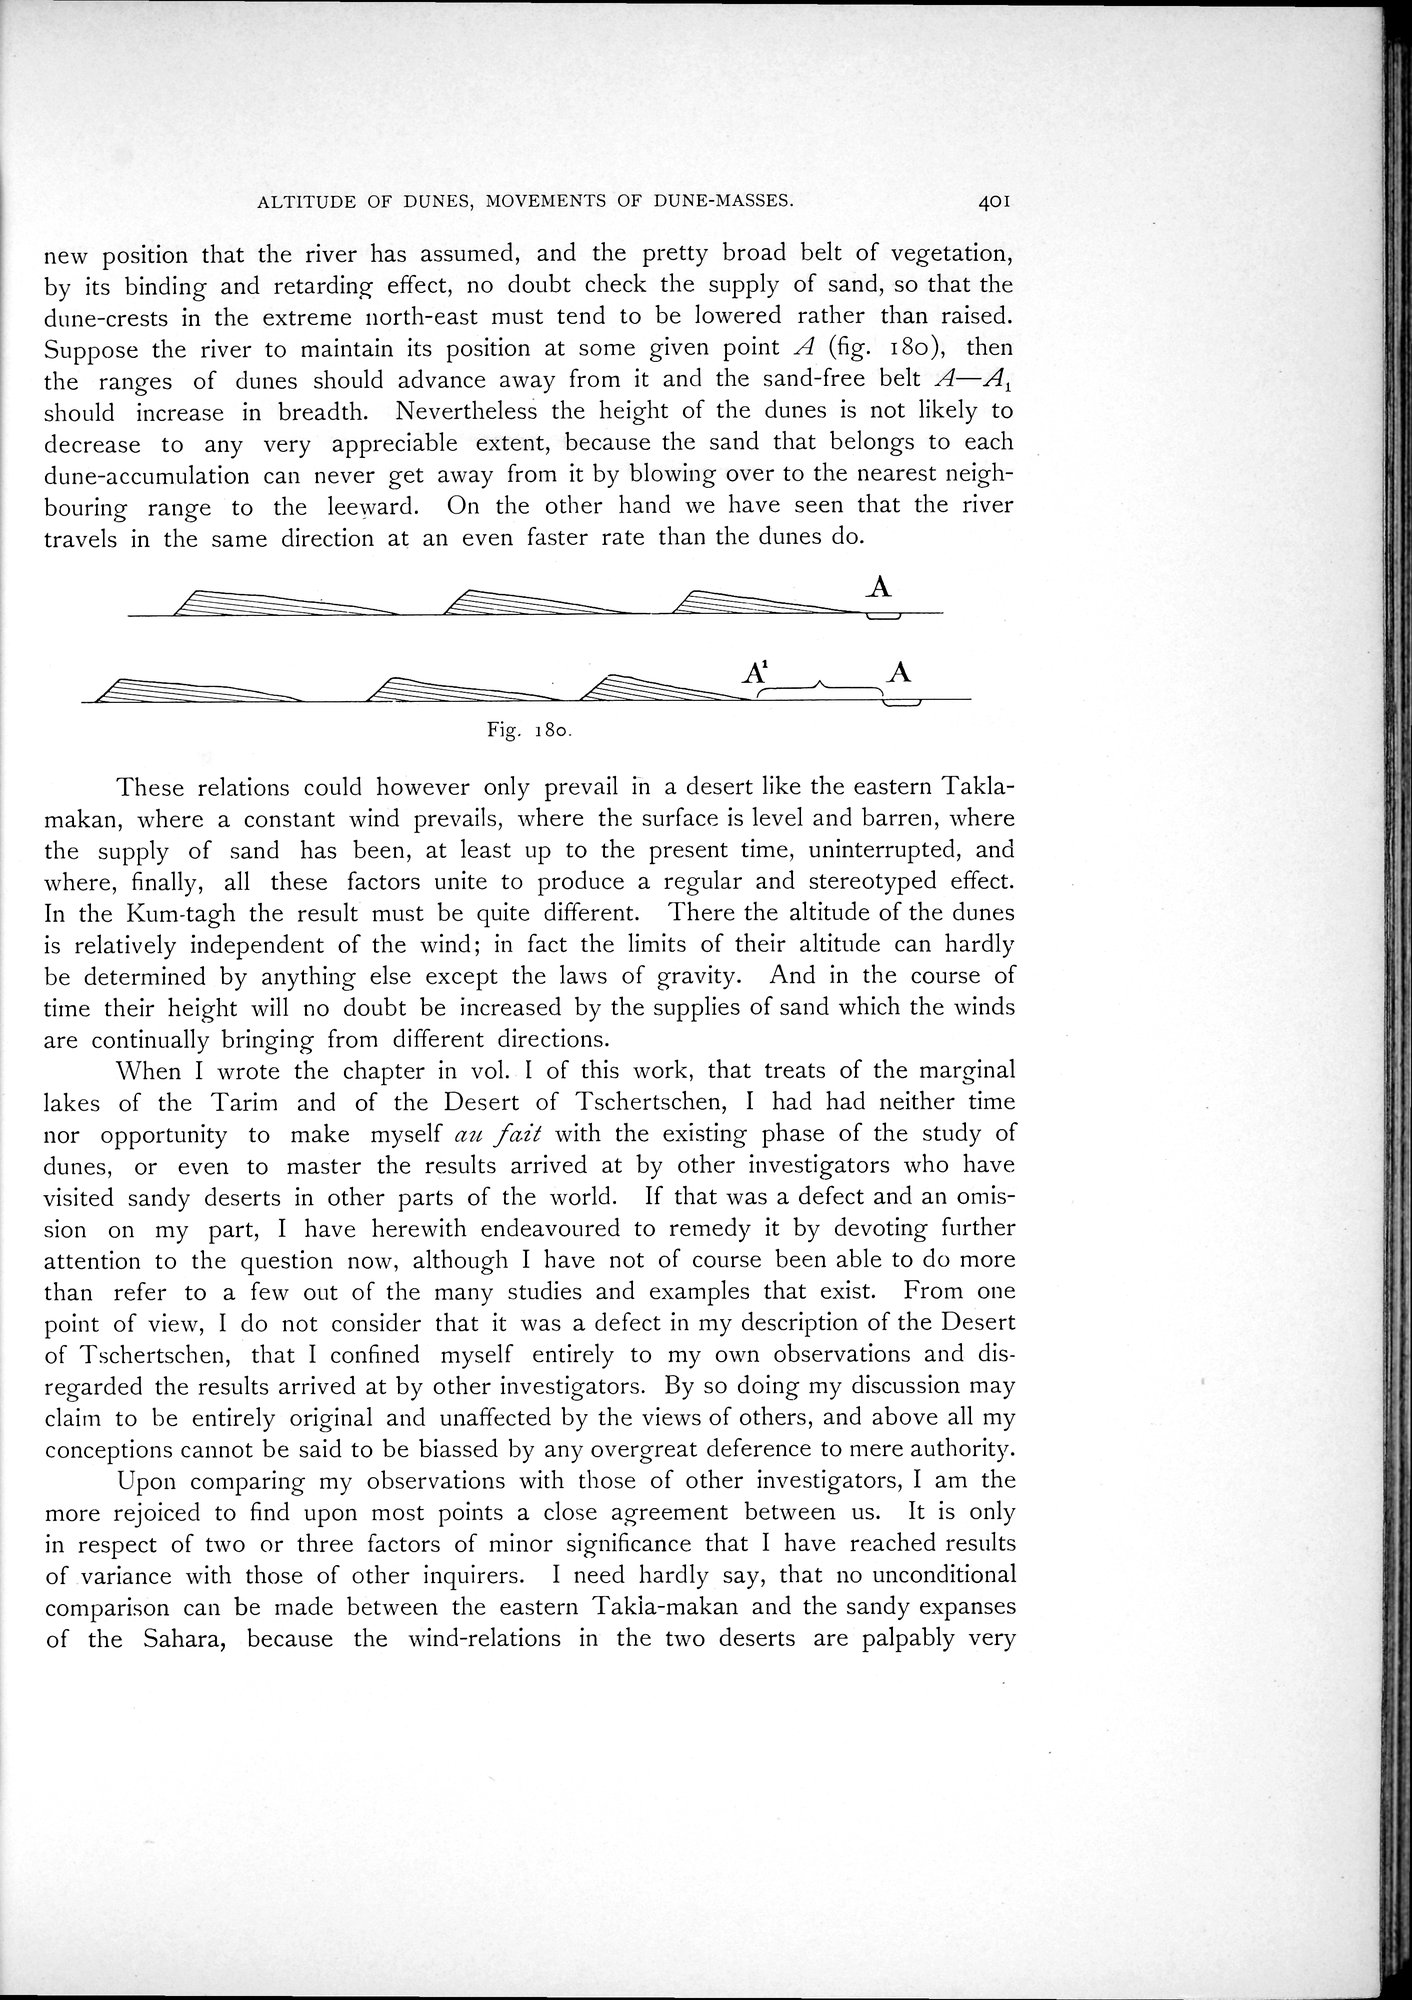 ALTITUDE OF DUNES, MOVEMENTS OF DUNE-MASSES. 401
new position that the river has assumed, and the pretty broad belt of vegetation,
by its binding and retarding effect, no doubt check the supply of sand, so that the
dune-crests in the extreme north-east must tend to be lowered rather than raised.
Suppose the river to maintain its position at some given point A (fig. 180), then
the ranges of dunes should advance away from it and the sand-free belt A—A₁
should increase in breadth. Nevertheless the height of the dunes is not likely to
decrease to any very appreciable extent, because the sand that belongs to each
dune-accumulation can never get away from it by blowing over to the nearest neigh-
bouring range to the leeward. On the other hand we have seen that the river
travels in the same direction at an even faster rate than the dunes do.
A
A¹ A
Fig. 180.
These relations could however only prevail in a desert like the eastern Takla-
makan, where a constant wind prevails, where the surface is level and barren, where
the supply of sand has been, at least up to the present time, uninterrupted, and
where, finally, all these factors unite to produce a regular and stereotyped effect.
In the Kum-tagh the result must be quite different. There the altitude of the dunes
is relatively independent of the wind; in fact the limits of their altitude can hardly
be determined by anything else except the laws of gravity. And in the course of
time their height will no doubt be increased by the supplies of sand which the winds
are continually bringing from different directions.
When I wrote the chapter in vol. I of this work, that treats of the marginal
lakes of the Tarim and of the Desert of Tschertschen, I had had neither time
nor opportunity to make myself au fait with the existing phase of the study of
dunes, or even to master the results arrived at by other investigators who have
visited sandy deserts in other parts of the world. If that was a defect and an omis-
sion on my part, I have herewith endeavoured to remedy it by devoting further
attention to the question now, although I have not of course been able to do more
than refer to a few out of the many studies and examples that exist. From one
point of view, I do not consider that it was a defect in my description of the Desert
of Tschertschen, that I confined myself entirely to my own observations and dis-
regarded the results arrived at by other investigators. By so doing my discussion may
claim to be entirely original and unaffected by the views of others, and above all my
conceptions cannot be said to be biassed by any overgreat deference to mere authority.
Upon comparing my observations with those of other investigators, I am the
more rejoiced to find upon most points a close agreement between us. It is only
in respect of two or three factors of minor significance that I have reached results
of variance with those of other inquirers. I need hardly say, that no unconditional
comparison can be made between the eastern Takla-makan and the sandy expanses
of the Sahara, because the wind-relations in the two deserts are palpably very